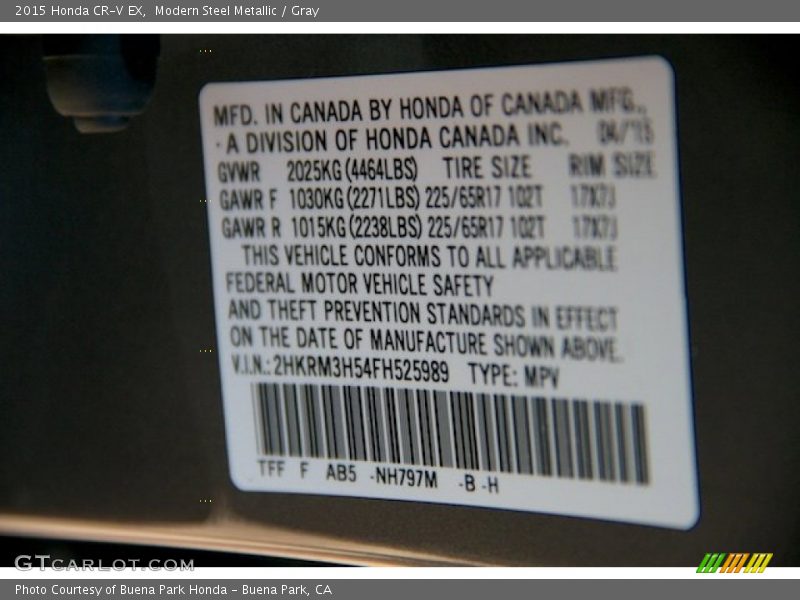 2015 Honda CR-V EX, Modern Steel Metallic / Gray
MFD. IN CANADA BY HONDA OF CANADA MFG.,
· A DIVISION OF HONDA CANADA INC. 04/15
GVWR 2025KG(4464LBS) TIRE SIZE RIM SIZE
GAWR F 1030KG(2271LBS) 225/65R17 102T 17X7J
GAWR R 1015KG(2238LBS) 225/65R17 102T 17X7J
THIS VEHICLE CONFORMS TO ALL APPLICABLE
FEDERAL MOTOR VEHICLE SAFETY
AND THEFT PREVENTION STANDARDS IN EFFECT
ON THE DATE OF MANUFACTURE SHOWN ABOVE.
V.I.N.: 2HKRM3H54FH525989 TYPE: MPV
TFF F AB5 -NH797M -B -H
GTCARLOT.COM
Photo Courtesy of Buena Park Honda - Buena Park, CA